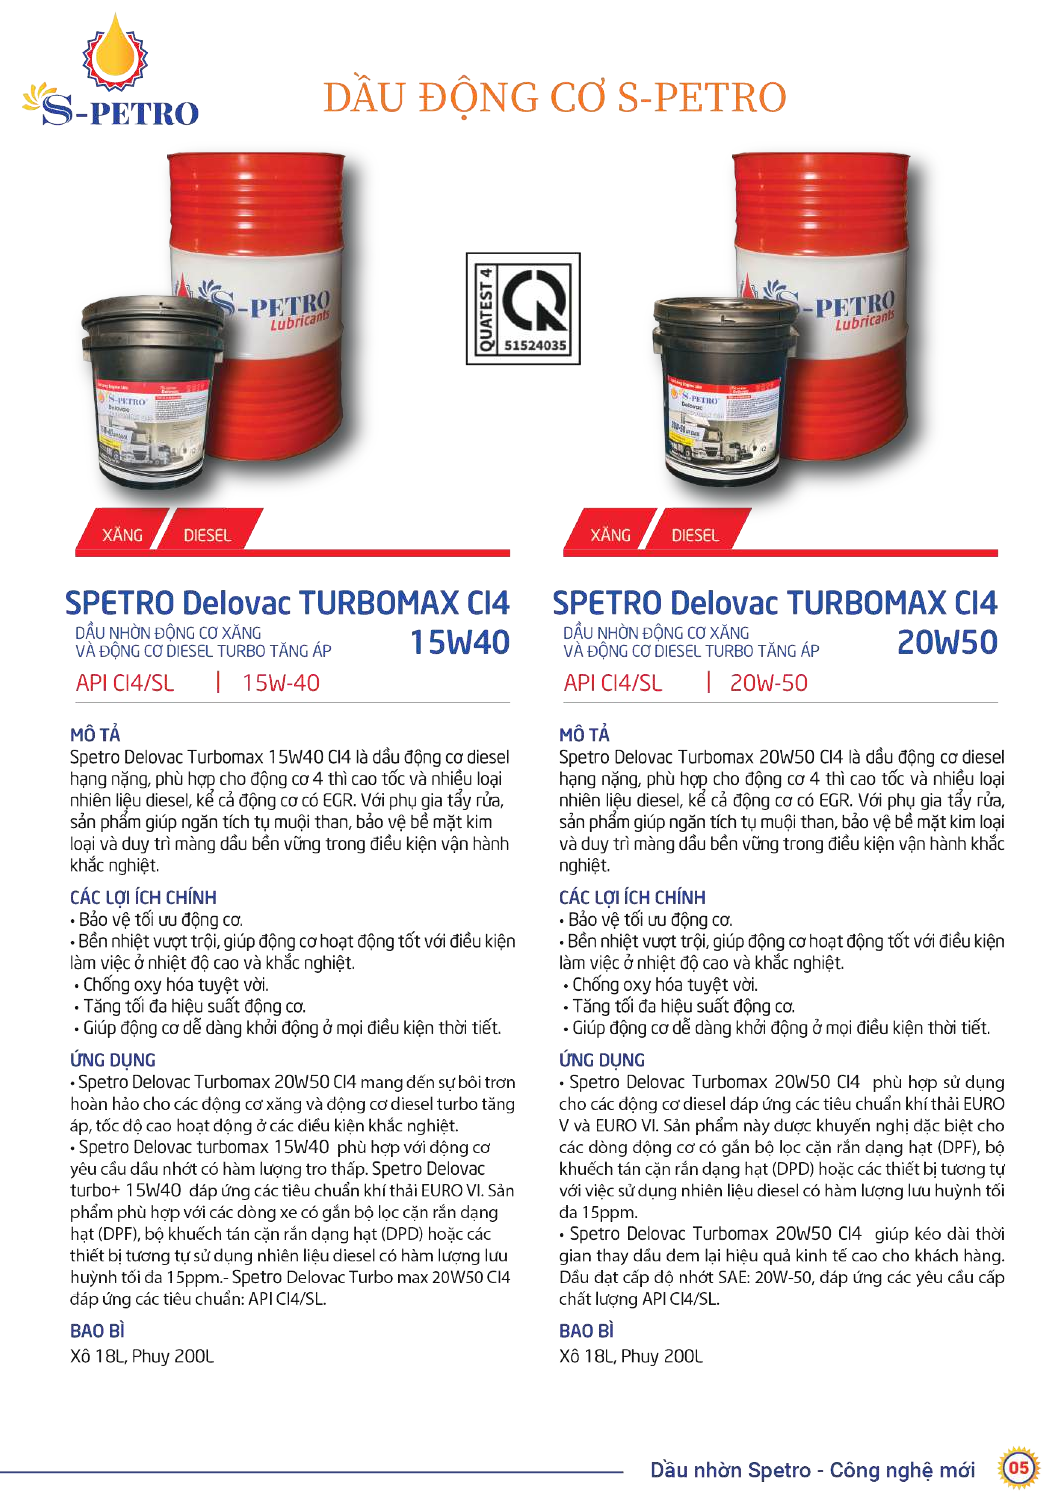 S-PETRO
DẦU ĐỘNG CƠ S-PETRO
S-PETRO
Lubricants
S-PETRO
Delovac
QUATEST 4
51524035
S-PETRO
Lubricants
S-PETRO
Delovac
XĂNG DIESEL
SPETRO Delovac TURBOMAX CI4
DẦU NHỜN ĐỘNG CƠ XĂNG
VÀ ĐỘNG CƠ DIESEL TURBO TĂNG ÁP
15W40
API CI4/SL | 15W-40
MÔ TẢ
Spetro Delovac Turbomax 15W40 CI4 là dầu động cơ diesel
hạng nặng, phù hợp cho động cơ 4 thì cao tốc và nhiều loại
nhiên liệu diesel, kể cả động cơ có EGR. Với phụ gia tẩy rửa,
sản phẩm giúp ngăn tích tụ muội than, bảo vệ bề mặt kim
loại và duy trì màng dầu bền vững trong điều kiện vận hành
khắc nghiệt.
CÁC LỢI ÍCH CHÍNH
• Bảo vệ tối ưu động cơ.
• Bền nhiệt vượt trội, giúp động cơ hoạt động tốt với điều kiện
làm việc ở nhiệt độ cao và khắc nghiệt.
• Chống oxy hóa tuyệt vời.
• Tăng tối đa hiệu suất động cơ.
• Giúp động cơ dễ dàng khởi động ở mọi điều kiện thời tiết.
ỨNG DỤNG
• Spetro Delovac Turbomax 20W50 CI4 mang đến sự bôi trơn
hoàn hảo cho các động cơ xăng và động cơ diesel turbo tăng
áp, tốc độ cao hoạt động ở các điều kiện khắc nghiệt.
• Spetro Delovac turbomax 15W40 phù hợp với động cơ
yêu cầu dầu nhớt có hàm lượng tro thấp. Spetro Delovac
turbo+ 15W40 đáp ứng các tiêu chuẩn khí thải EURO VI. Sản
phẩm phù hợp với các dòng xe có gắn bộ lọc cặn rắn dạng
hạt (DPF), bộ khuếch tán cặn rắn dạng hạt (DPD) hoặc các
thiết bị tương tự sử dụng nhiên liệu diesel có hàm lượng lưu
huỳnh tối đa 15ppm.- Spetro Delovac Turbo max 20W50 CI4
đáp ứng các tiêu chuẩn: API CI4/SL.
BAO BÌ
Xô 18L, Phuy 200L
XĂNG DIESEL
SPETRO Delovac TURBOMAX CI4
DẦU NHỜN ĐỘNG CƠ XĂNG
VÀ ĐỘNG CƠ DIESEL TURBO TĂNG ÁP
20W50
API CI4/SL | 20W-50
MÔ TẢ
Spetro Delovac Turbomax 20W50 CI4 là dầu động cơ diesel
hạng nặng, phù hợp cho động cơ 4 thì cao tốc và nhiều loại
nhiên liệu diesel, kể cả động cơ có EGR. Với phụ gia tẩy rửa,
sản phẩm giúp ngăn tích tụ muội than, bảo vệ bề mặt kim loại
và duy trì màng dầu bền vững trong điều kiện vận hành khắc
nghiệt.
CÁC LỢI ÍCH CHÍNH
• Bảo vệ tối ưu động cơ.
• Bền nhiệt vượt trội, giúp động cơ hoạt động tốt với điều kiện
làm việc ở nhiệt độ cao và khắc nghiệt.
• Chống oxy hóa tuyệt vời.
• Tăng tối đa hiệu suất động cơ.
• Giúp động cơ dễ dàng khởi động ở mọi điều kiện thời tiết.
ỨNG DỤNG
• Spetro Delovac Turbomax 20W50 CI4 phù hợp sử dụng
cho các động cơ diesel đáp ứng các tiêu chuẩn khí thải EURO
V và EURO VI. Sản phẩm này được khuyến nghị đặc biệt cho
các dòng động cơ có gắn bộ lọc cặn rắn dạng hạt (DPF), bộ
khuếch tán cặn rắn dạng hạt (DPD) hoặc các thiết bị tương tự
với việc sử dụng nhiên liệu diesel có hàm lượng lưu huỳnh tối
đa 15ppm.
• Spetro Delovac Turbomax 20W50 CI4 giúp kéo dài thời
gian thay dầu đem lại hiệu quả kinh tế cao cho khách hàng.
Dầu đạt cấp độ nhớt SAE: 20W-50, đáp ứng các yêu cầu cấp
chất lượng API CI4/SL.
BAO BÌ
Xô 18L, Phuy 200L
Dầu nhờn Spetro - Công nghệ mới
05